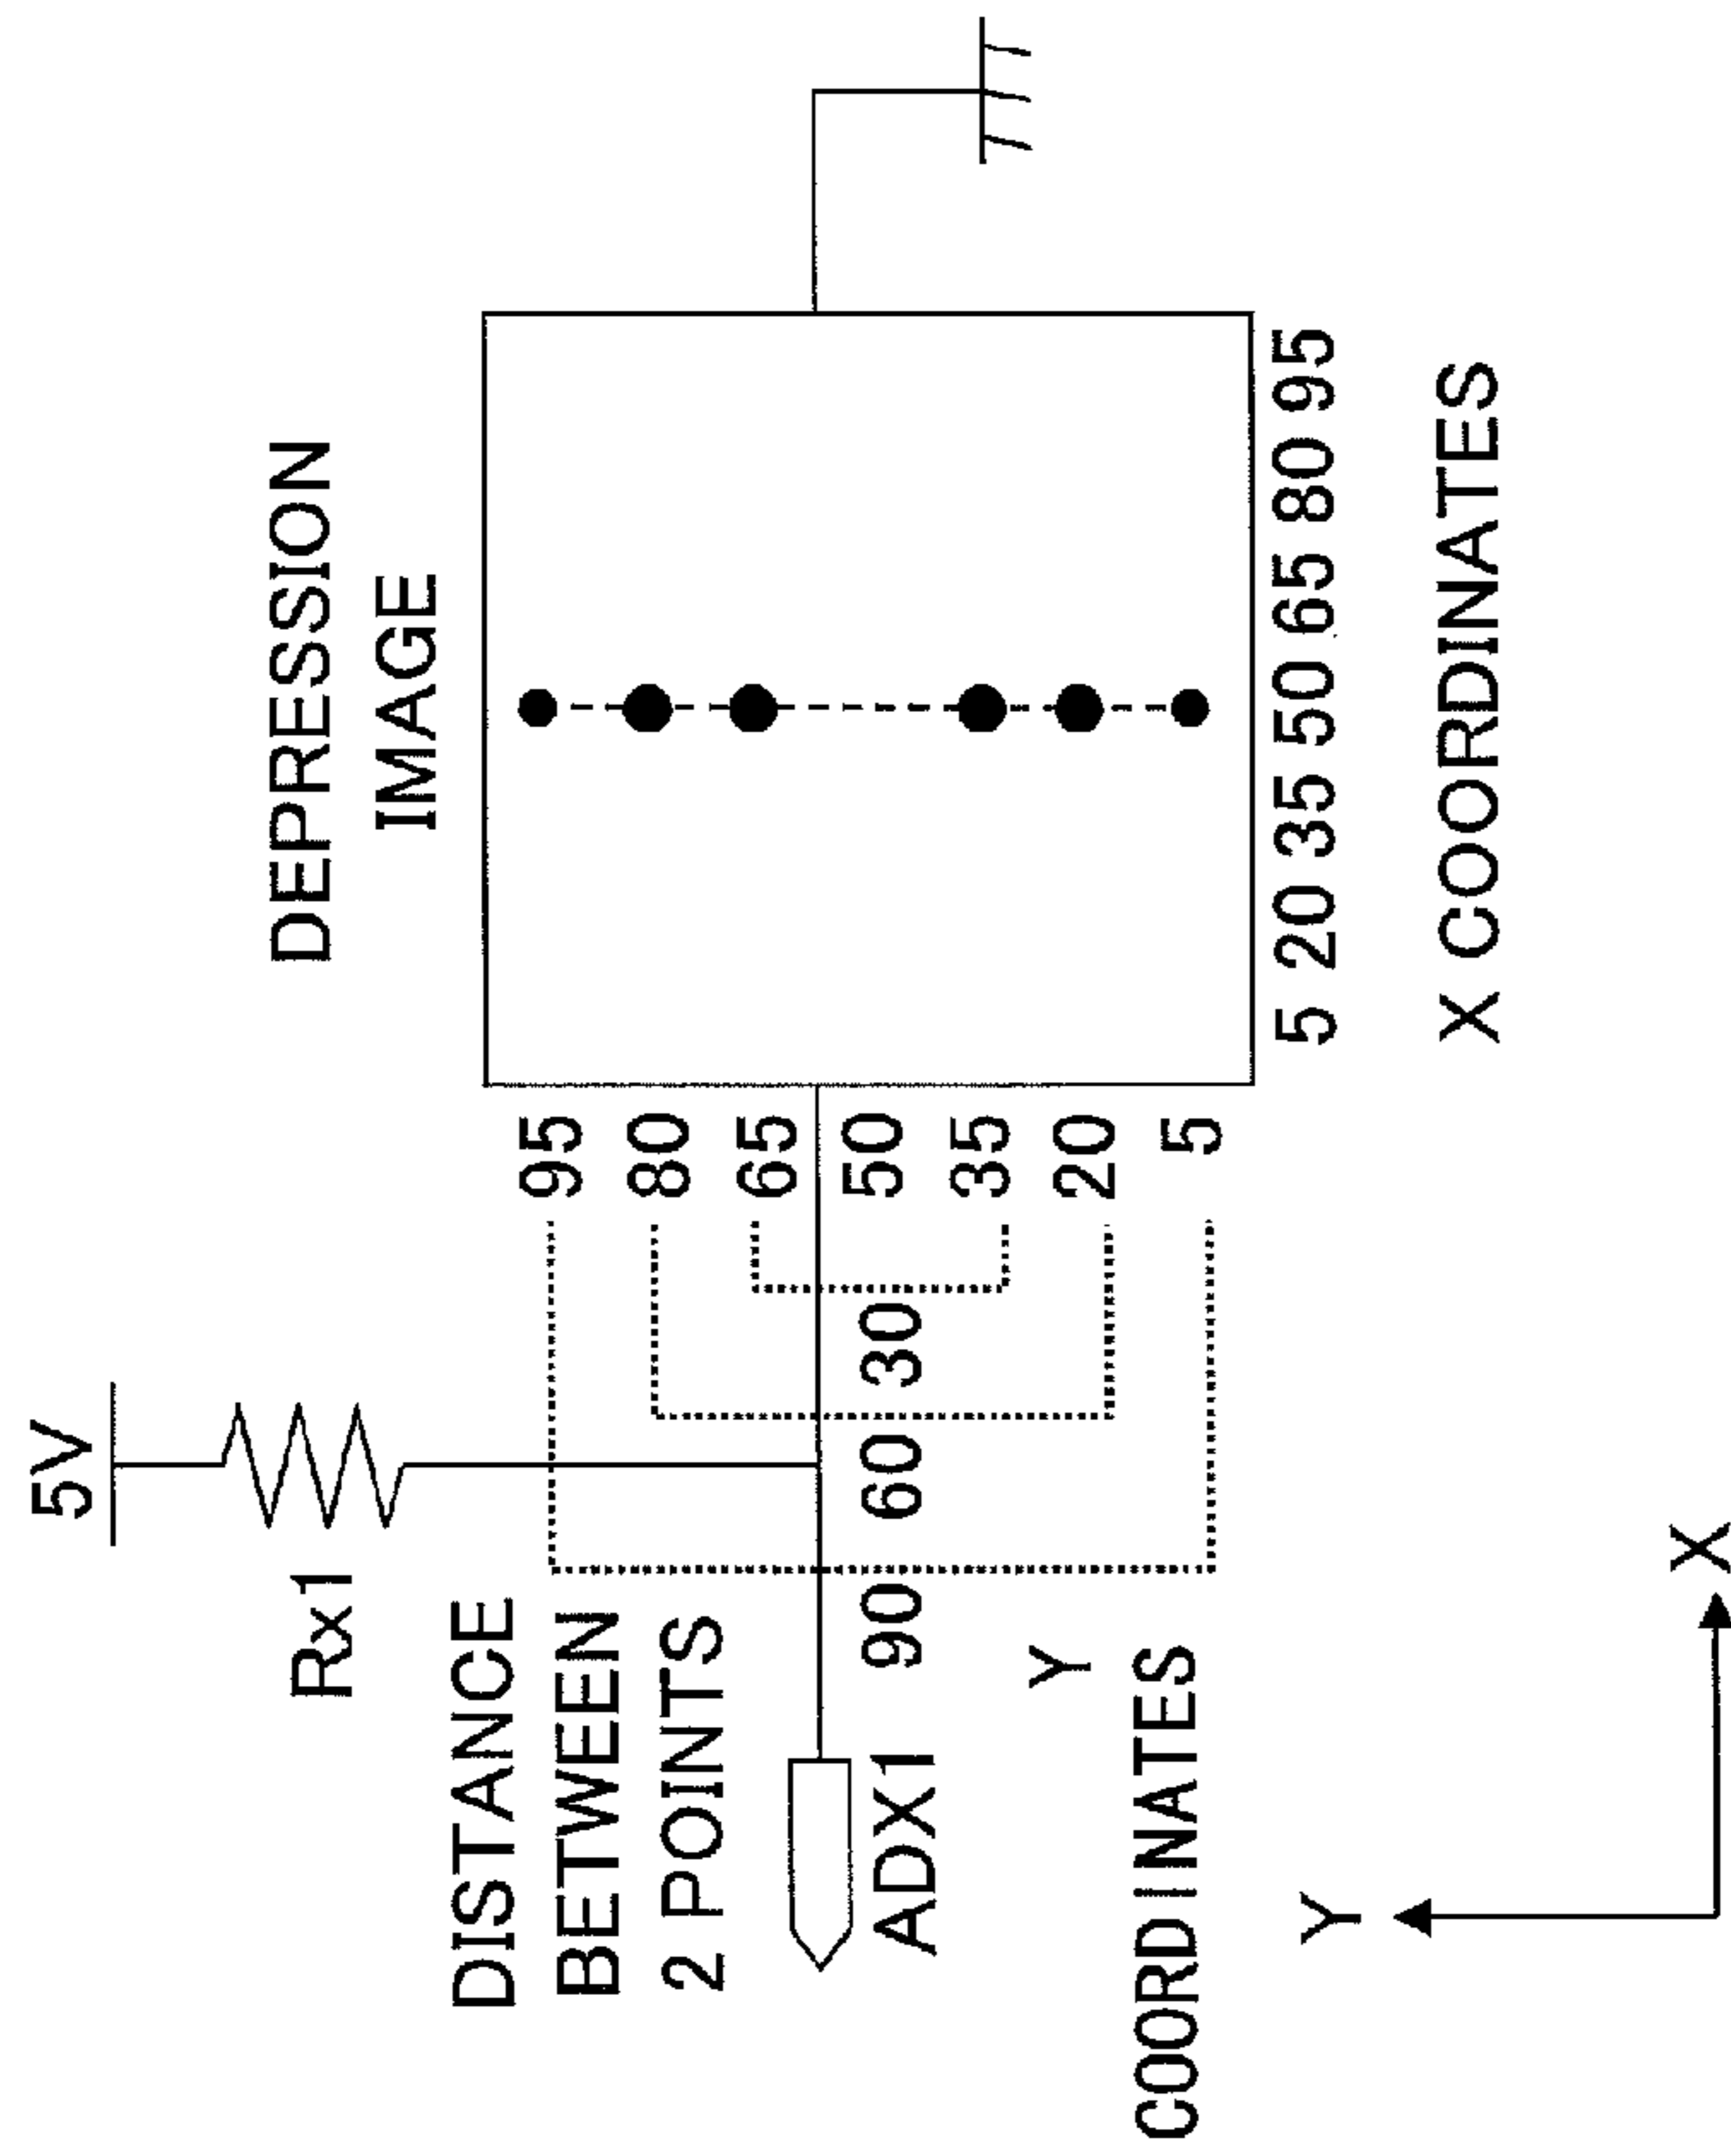 5V
DEPRESSION
IMAGE
Rx1
DISTANCE
BETWEEN
2 POINTS
95
80
65
50
35
20
5
90 60 30
ADX1
Y
COORDINATES
5 20 35 50 65 80 95
X COORDINATES
Y
X